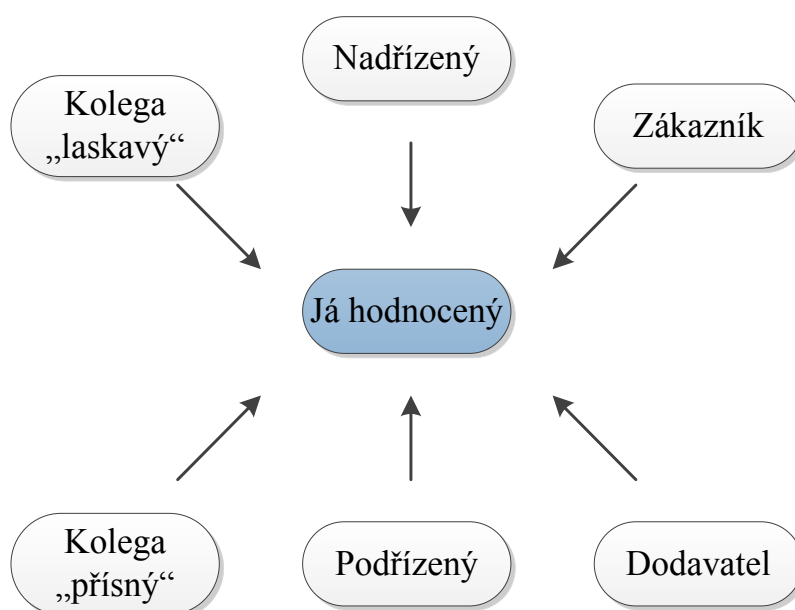 Nadřízený
Kolega
„laskavý“
Zákazník
Já hodnocený
Kolega
„přísný“
Podřízený
Dodavatel